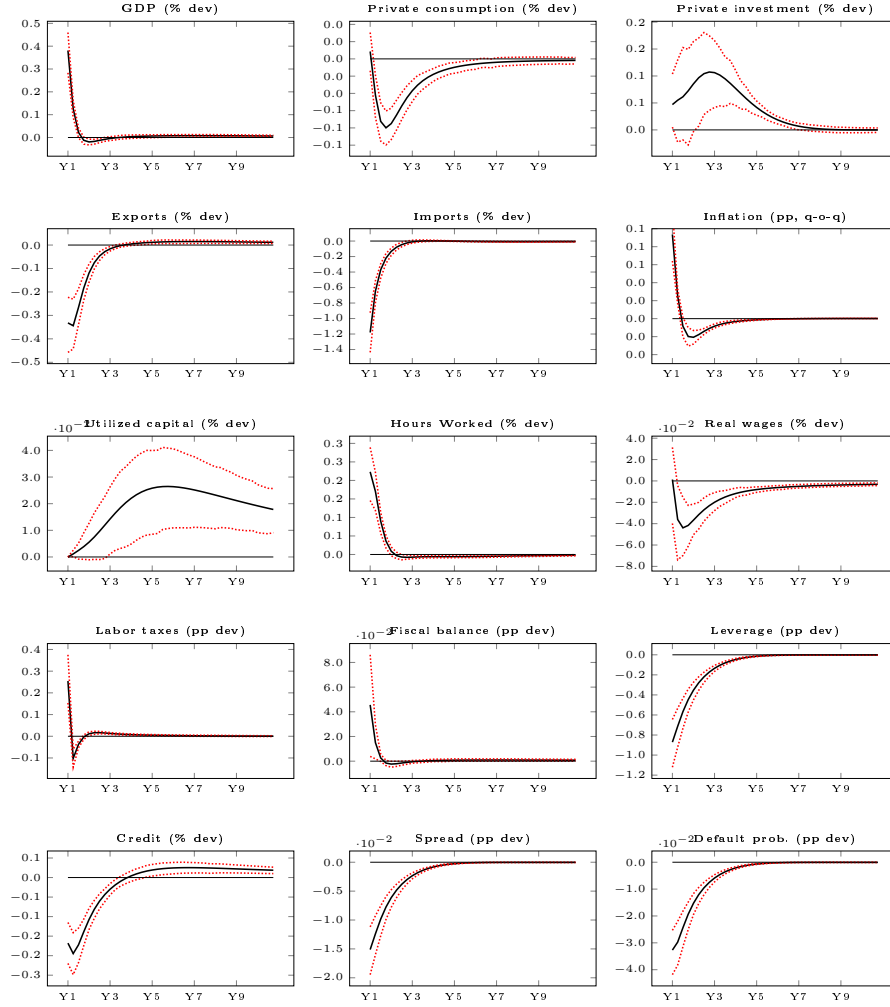 GDP (% dev) Private consumption (% dev) Private investment (% dev)
0.5 0.0 0.2
0.4 0.0 0.1
0.3 0.0 0.1
0.2 −0.0 0.0
0.1 −0.1
0.0 −0.1
−0.1
Y1 Y3 Y5 Y7 Y9 Y1 Y3 Y5 Y7 Y9 Y1 Y3 Y5 Y7 Y9
Exports (% dev) Imports (% dev) Inflation (pp, q-o-q)
0.0 0.0 0.1
−0.1 −0.2 0.1
−0.2 −0.4 0.0
−0.3 −0.6 0.0
−0.4 −0.8 0.0
−0.5 −1.0 0.0
−1.2 0.0
−1.4
Y1 Y3 Y5 Y7 Y9 Y1 Y3 Y5 Y7 Y9 Y1 Y3 Y5 Y7 Y9
Utilized capital (% dev) Hours Worked (% dev) ·10−2 Real wages (% dev)
4.0 0.3 4.0
3.0 0.3 2.0
2.0 0.2 0.0
1.0 0.2 −2.0
0.0 0.1 −4.0
0.0 −6.0
0.0 −8.0
Y1 Y3 Y5 Y7 Y9 Y1 Y3 Y5 Y7 Y9 Y1 Y3 Y5 Y7 Y9
Labor taxes (pp dev) ·10−2 Fiscal balance (pp dev) Leverage (pp dev)
0.4 8.0 0.0
0.3 6.0 −0.2
0.2 4.0 −0.4
0.1 2.0 −0.6
0.0 0.0 −0.8
−0.1 −1.0
−1.2
Y1 Y3 Y5 Y7 Y9 Y1 Y3 Y5 Y7 Y9 Y1 Y3 Y5 Y7 Y9
Credit (% dev) ·10−2 Spread (pp dev) ·10−2 Default prob. (pp dev)
0.1 0.0 0.0
0.0 −0.5 −1.0
−0.1 −1.0 −2.0
−0.1 −1.5 −3.0
−0.2 −2.0 −4.0
−0.2
−0.3
Y1 Y3 Y5 Y7 Y9 Y1 Y3 Y5 Y7 Y9 Y1 Y3 Y5 Y7 Y9